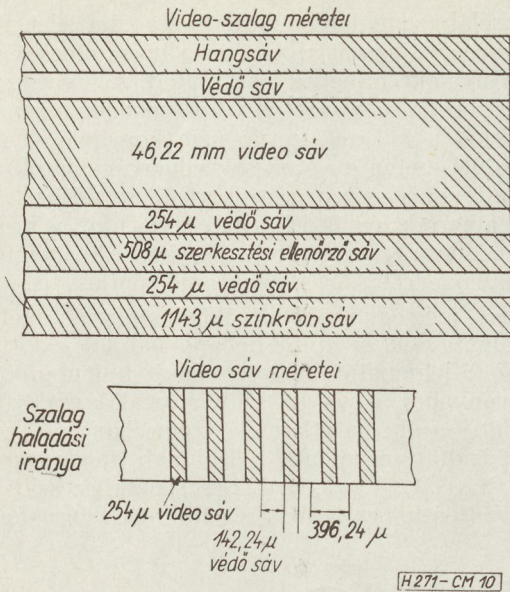 Video-szalag méretei
Hangsáv
Védő sáv
46,22 mm video sáv
254 μ védő sáv
508 μ szerkesztési ellenőrző sáv
254 μ védő sáv
1143 μ szinkron sáv
Video sáv méretei
Szalag
haladási
iránya
254 μ video sáv
142,24 μ
védő sáv
396,24 μ
H271-CM 10